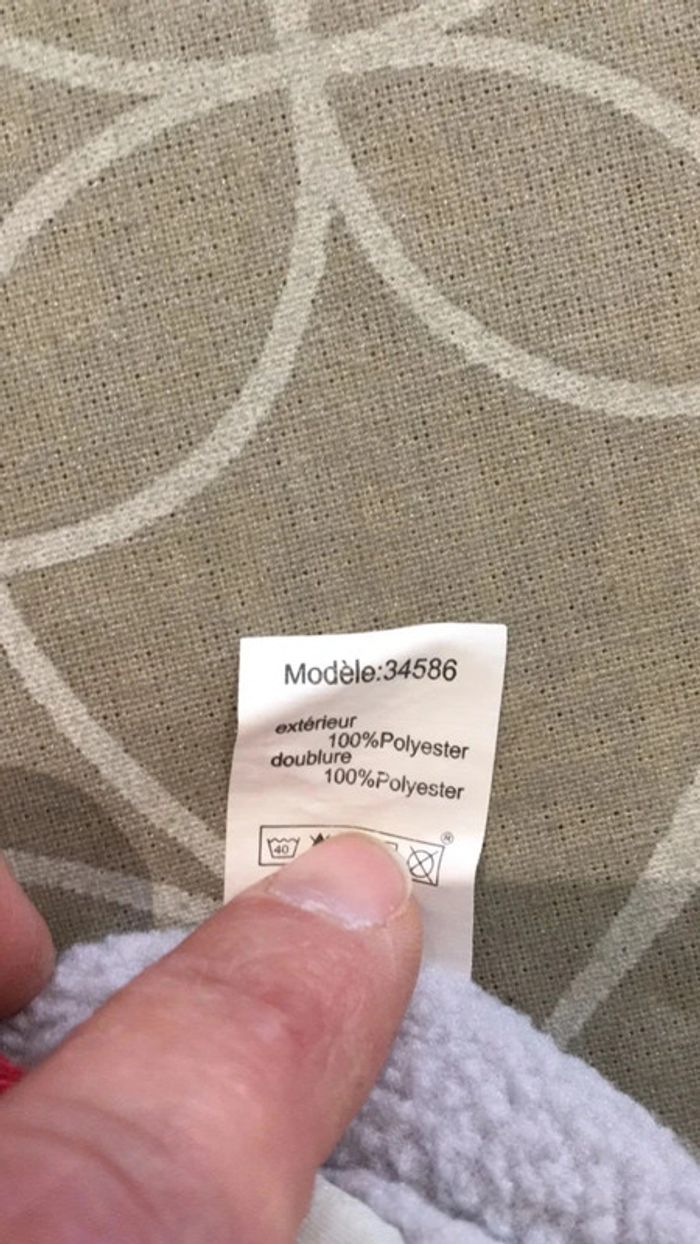 Modèle:34586
extérieur
100%Polyester
doublure
100%Polyester
40
®